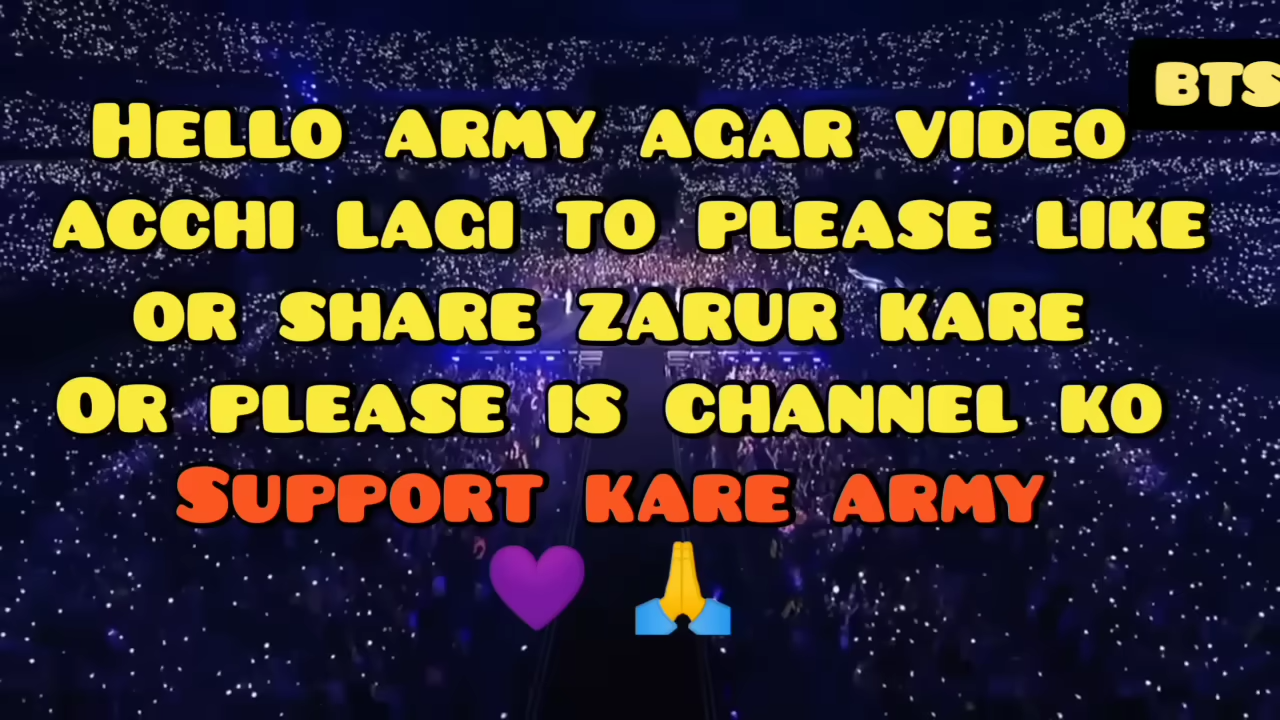 BTS
Hello army agar video
acchi lagi to please like
or share zarur kare
Or please is channel ko
Support kare army
💜 🙏